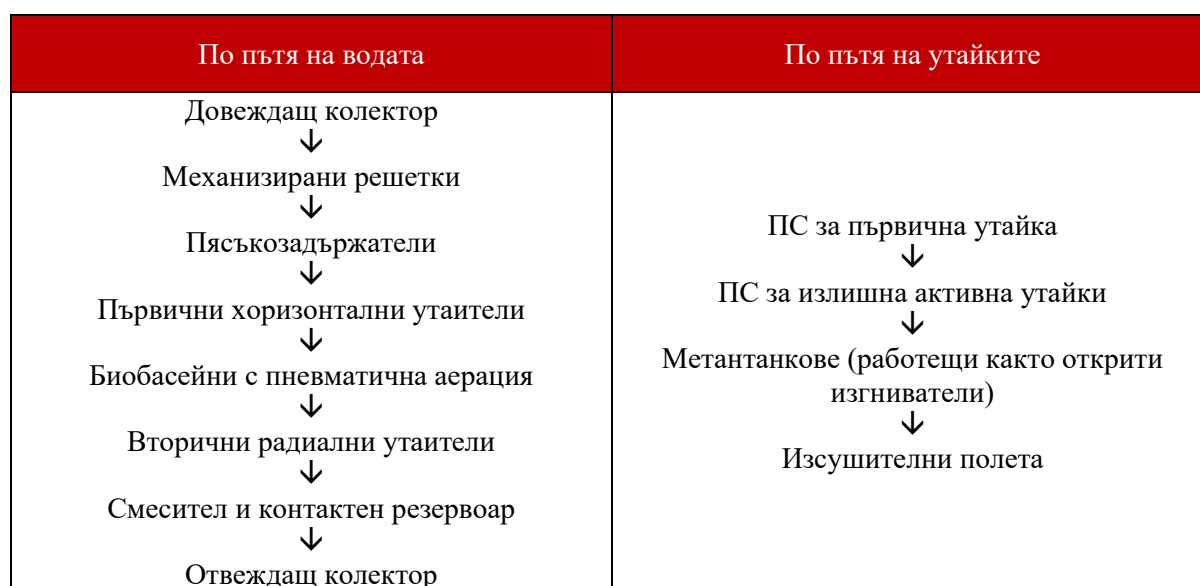 По пътя на водата
По пътя на утайките
Довеждащ колектор
↓
Механизирани решетки
↓
Пясъкозадържатели
↓
Първични хоризонтални утаители
↓
Биобасейни с пневматична аерация
↓
Вторични радиални утаители
↓
Смесител и контактен резервоар
↓
Отвеждащ колектор
ПС за първична утайка
↓
ПС за излишна активна утайки
↓
Метантанкове (работещи както открити
изгниватели)
↓
Изсушителни полета